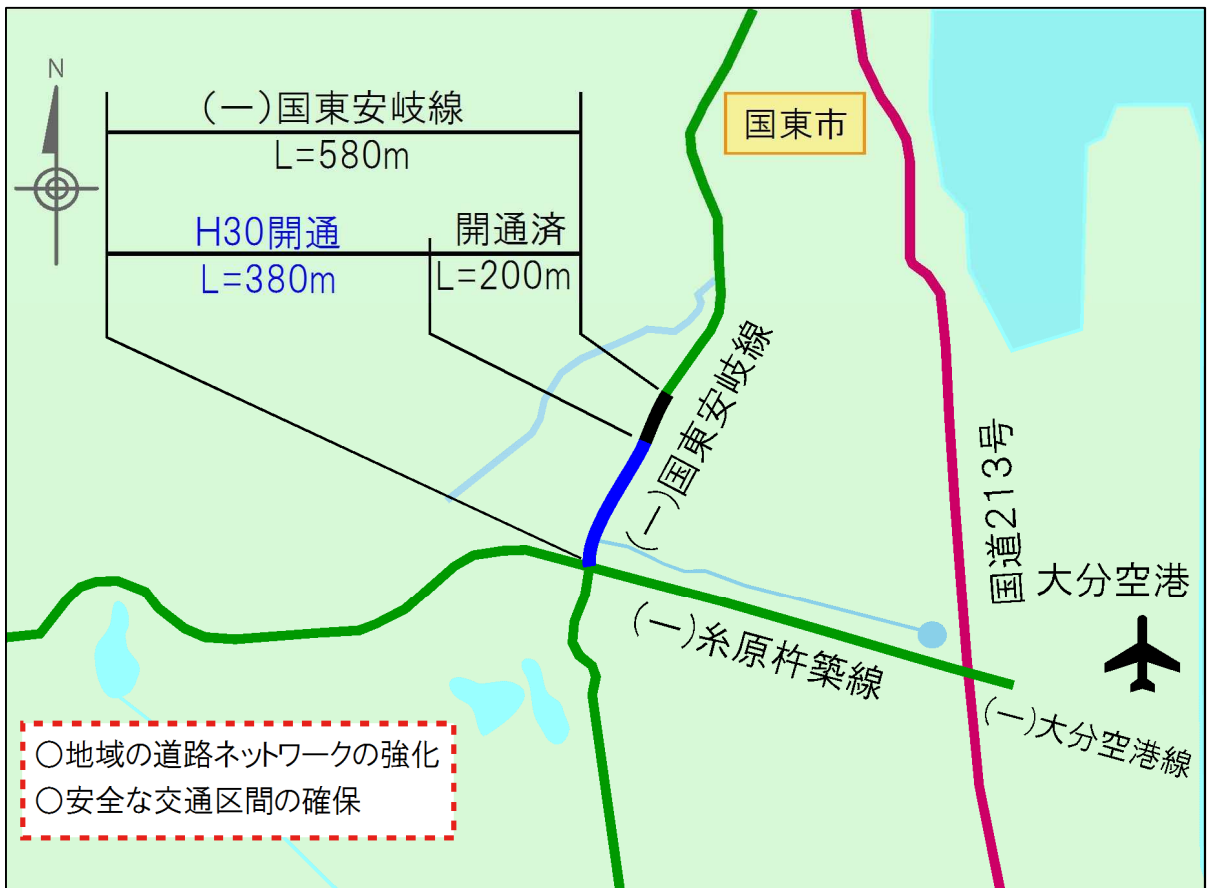 N
(一)国東安岐線
L=580m
H30開通
開通済
L=380m
L=200m
国東市
(一)国東安岐線
国道213号
大分空港
(一)糸原杵築線
(一)大分空港線
○地域の道路ネットワークの強化
○安全な交通区間の確保